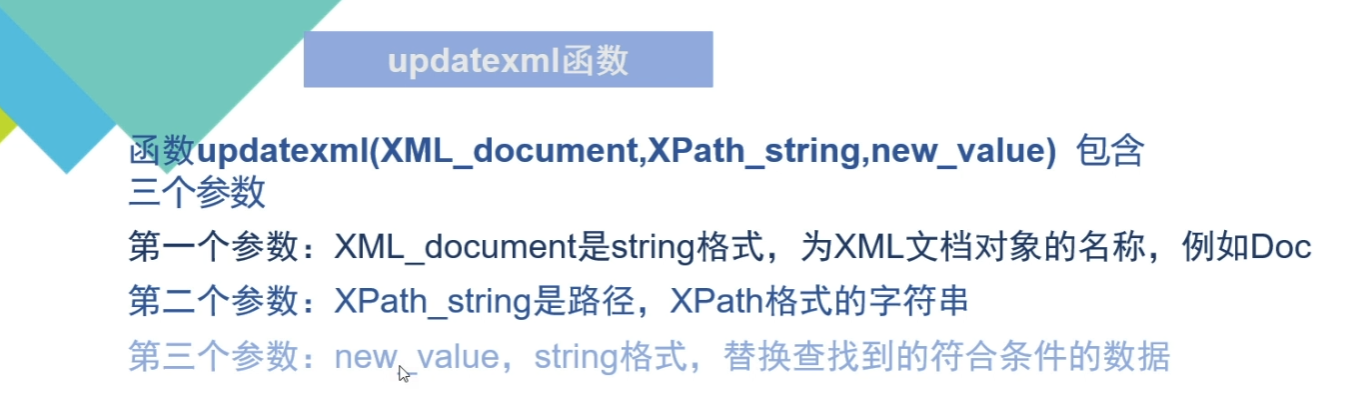 updatexml函数
函数updatexml(XML_document,XPath_string,new_value) 包含
三个参数
第一个参数：XML_document是string格式，为XML文档对象的名称，例如Doc
第二个参数：XPath_string是路径，XPath格式的字符串
第三个参数：new_value，string格式，替换查找到的符合条件的数据